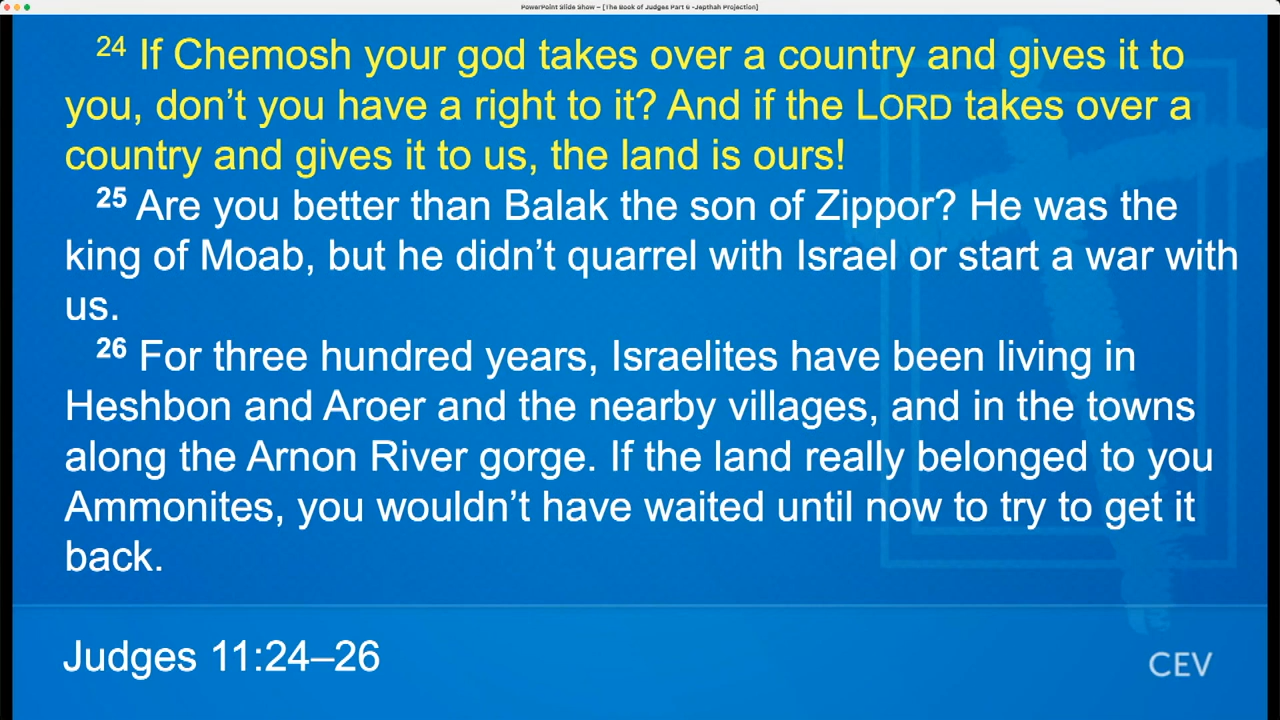 PowerPoint Slide Show – [The Book of Judges Part 6 -Jepthah Projection]
24 If Chemosh your god takes over a country and gives it to
you, don’t you have a right to it? And if the LORD takes over a
country and gives it to us, the land is ours!
25 Are you better than Balak the son of Zippor? He was the
king of Moab, but he didn’t quarrel with Israel or start a war with
us.
26 For three hundred years, Israelites have been living in
Heshbon and Aroer and the nearby villages, and in the towns
along the Arnon River gorge. If the land really belonged to you
Ammonites, you wouldn’t have waited until now to try to get it
back.
Judges 11:24–26
CEV